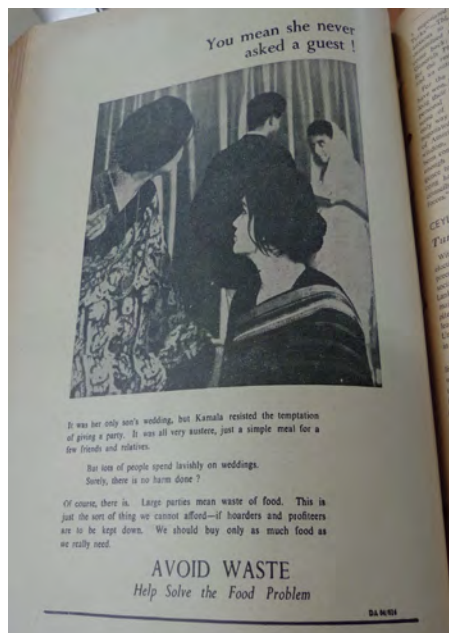 You mean she never
asked a guest !
It was her only son's wedding, but Kamala resisted the temptation
of giving a party. It was all very austere, just a simple meal for a
few friends and relatives.
But lots of people spend lavishly on weddings.
Surely, there is no harm done ?
Of course, there is. Large parties mean waste of food. This is
just the sort of thing we cannot afford—if hoarders and profiteers
are to be kept down. We should buy only as much food as
we really need.
AVOID WASTE
Help Solve the Food Problem
CEY